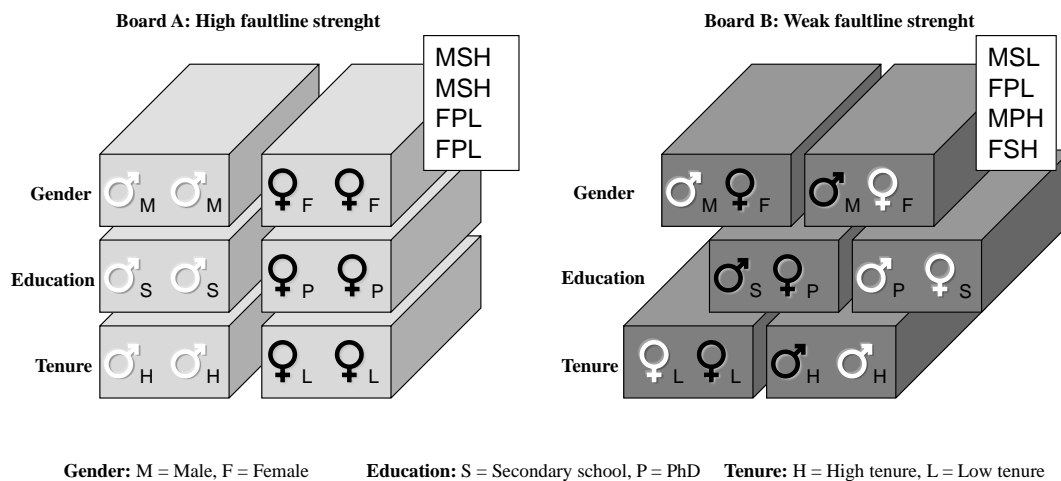 Board A: High faultline strenght
MSH
MSH
FPL
FPL
Gender
M M F F
Education
S S P P
Tenure
H H L L
Board B: Weak faultline strenght
MSL
FPL
MPH
FSH
Gender
M F M F
Education
S P P S
Tenure
L L H H
Gender: M = Male, F = Female Education: S = Secondary school, P = PhD Tenure: H = High tenure, L = Low tenure